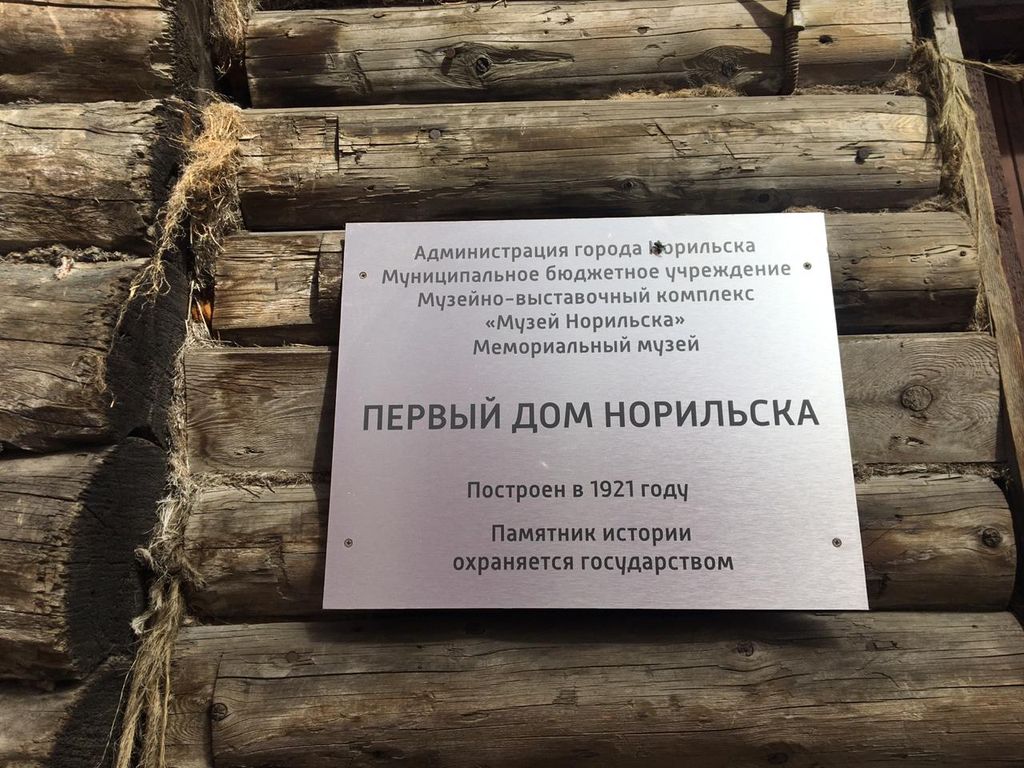 Администрация города Норильска
Муниципальное бюджетное учреждение
Музейно-выставочный комплекс
«Музей Норильска»
Мемориальный музей
ПЕРВЫЙ ДОМ НОРИЛЬСКА
Построен в 1921 году
Памятник истории
охраняется государством